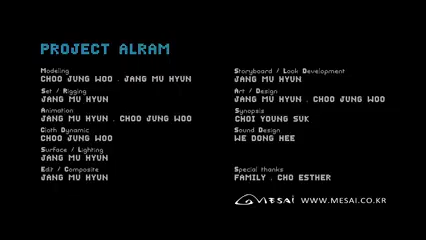 PROJECT ALRAM
Modeling
CHOO JUNG WOO . JANG MU HYUN
Set / Rigging
JANG MU HYUN
Animation
JANG MU HYUN . CHOO JUNG WOO
Cloth Dynamic
CHOO JUNG WOO
Surface / Lighting
JANG MU HYUN
Edit / Composite
JANG MU HYUN
Storyboard / Look Development
JANG MU HYUN
Art / Design
JANG MU HYUN . CHOO JUNG WOO
Synopsis
CHOI YOUNG SUK
Sound Design
WE DONG HEE
Special thanks
FAMILY . CHO ESTHER
MESAI WWW.MESAI.CO.KR